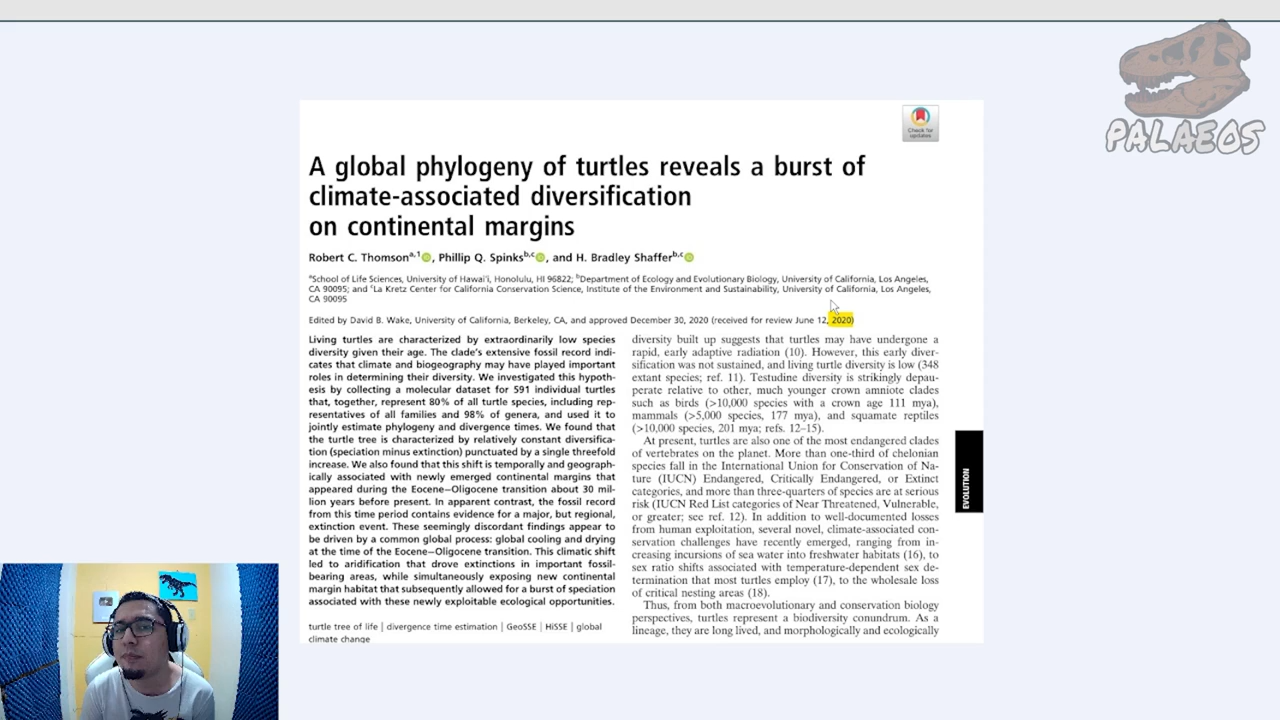 PALAEOS
Check for
updates
A global phylogeny of turtles reveals a burst of
climate-associated diversification
on continental margins
Robert C. Thomson a,1, Phillip Q. Spinks b,c, and H. Bradley Shaffer b,c
aSchool of Life Sciences, University of Hawai'i, Honolulu, HI 96822; bDepartment of Ecology and Evolutionary Biology, University of California, Los Angeles,
CA 90095; and cLa Kretz Center for California Conservation Science, Institute of the Environment and Sustainability, University of California, Los Angeles,
CA 90095
Edited by David B. Wake, University of California, Berkeley, CA, and approved December 30, 2020 (received for review June 12, 2020)
Living turtles are characterized by extraordinarily low species
diversity given their age. The clade's extensive fossil record indi-
cates that climate and biogeography may have played important
roles in determining their diversity. We investigated this hypoth-
esis by collecting a molecular dataset for 591 individual turtles
that, together, represent 80% of all turtle species, including rep-
resentatives of all families and 98% of genera, and used it to
jointly estimate phylogeny and divergence times. We found that
the turtle tree is characterized by relatively constant diversifica-
tion (speciation minus extinction) punctuated by a single threefold
increase. We also found that this shift is temporally and geograph-
ically associated with newly emerged continental margins that
appeared during the Eocene−Oligocene transition about 30 mil-
lion years before present. In apparent contrast, the fossil record
from this time period contains evidence for a major, but regional,
extinction event. These seemingly discordant findings appear to
be driven by a common global process: global cooling and drying
at the time of the Eocene−Oligocene transition. This climatic shift
led to aridification that drove extinctions in important fossil-
bearing areas, while simultaneously exposing new continental
margin habitat that subsequently allowed for a burst of speciation
associated with these newly exploitable ecological opportunities.
turtle tree of life | divergence time estimation | GeoSSE | HiSSE | global
climate change
diversity built up suggests that turtles may have undergone a
rapid, early adaptive radiation (10). However, this early diver-
sification was not sustained, and living turtle diversity is low (348
extant species; ref. 11). Testudine diversity is strikingly depau-
perate relative to other, much younger crown amniote clades
such as birds (>10,000 species with a crown age 111 mya),
mammals (>5,000 species, 177 mya), and squamate reptiles
(>10,000 species, 201 mya; refs. 12–15).
At present, turtles are also one of the most endangered clades
of vertebrates on the planet. More than one-third of chelonian
species fall in the International Union for Conservation of Na-
ture (IUCN) Endangered, Critically Endangered, or Extinct
categories, and more than three-quarters of species are at serious
risk (IUCN Red List categories of Near Threatened, Vulnerable,
or greater; see ref. 12). In addition to well-documented losses
from human exploitation, several novel, climate-associated con-
servation challenges have recently emerged, ranging from in-
creasing incursions of sea water into freshwater habitats (16), to
sex ratio shifts associated with temperature-dependent sex de-
termination that most turtles employ (17), to the wholesale loss
of critical nesting areas (18).
Thus, from both macroevolutionary and conservation biology
perspectives, turtles represent a biodiversity conundrum. As a
lineage, they are long lived, and morphologically and ecologically
EVOLUTION